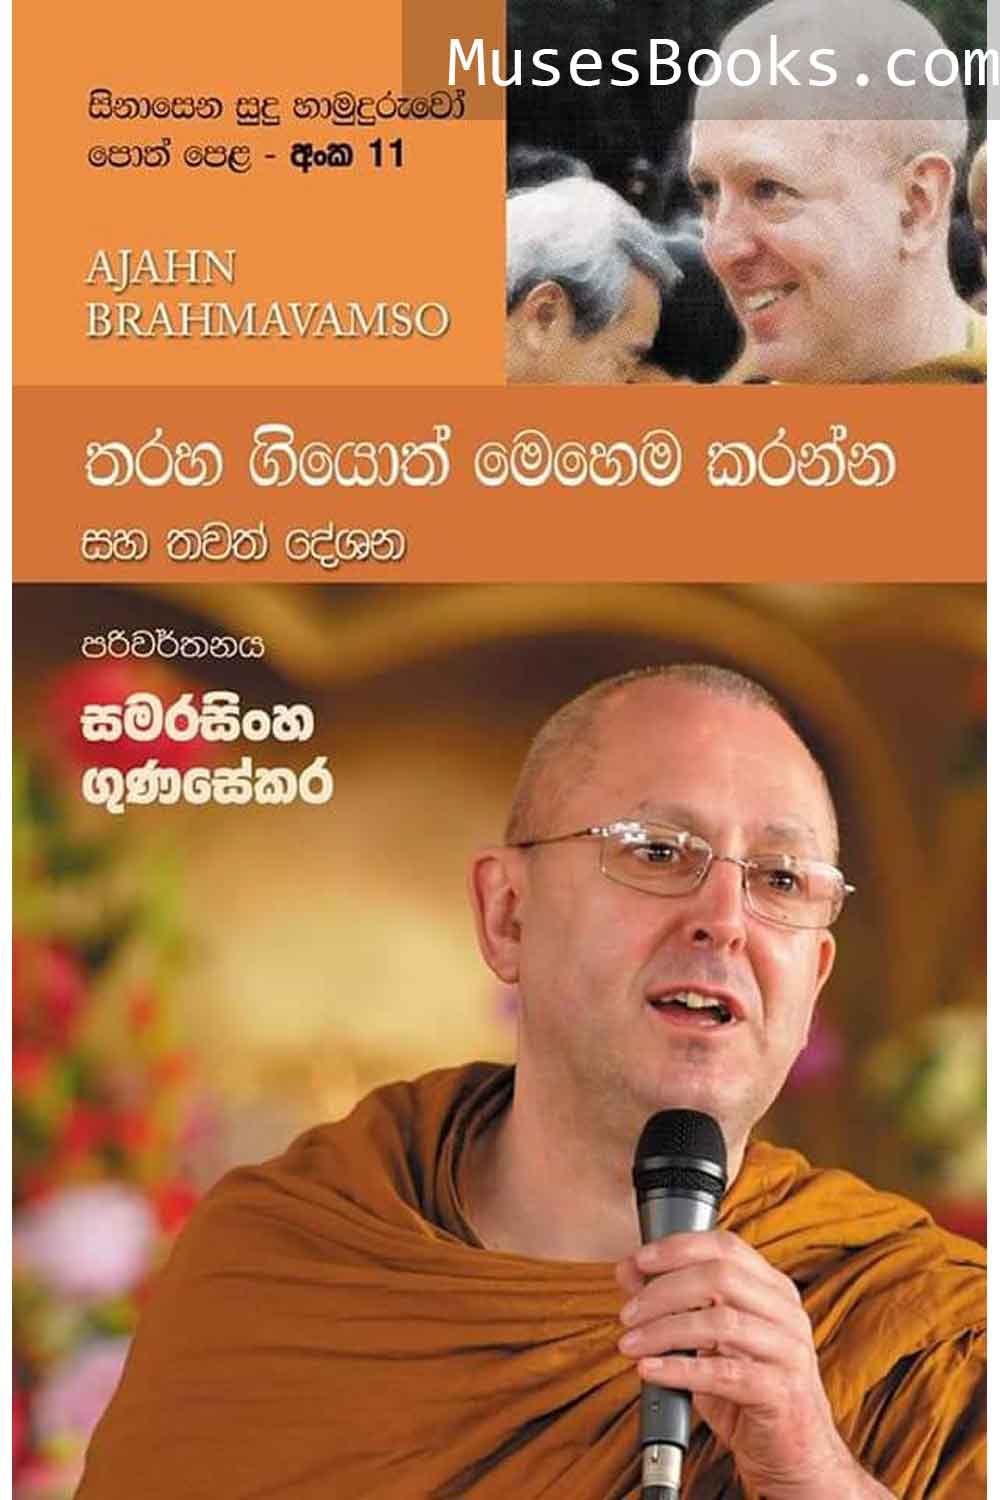 MusesBooks.com
සිනාසෙන සුදු හාමුදුරුවෝ
පොත් පෙළ - අංක 11
AJAHN
BRAHMAVAMSO
තරහ ගියොත් මෙහෙම කරන්න
සහ තවත් දේශන
පරිවර්තනය
සමරසිංහ
ගුණසේකර